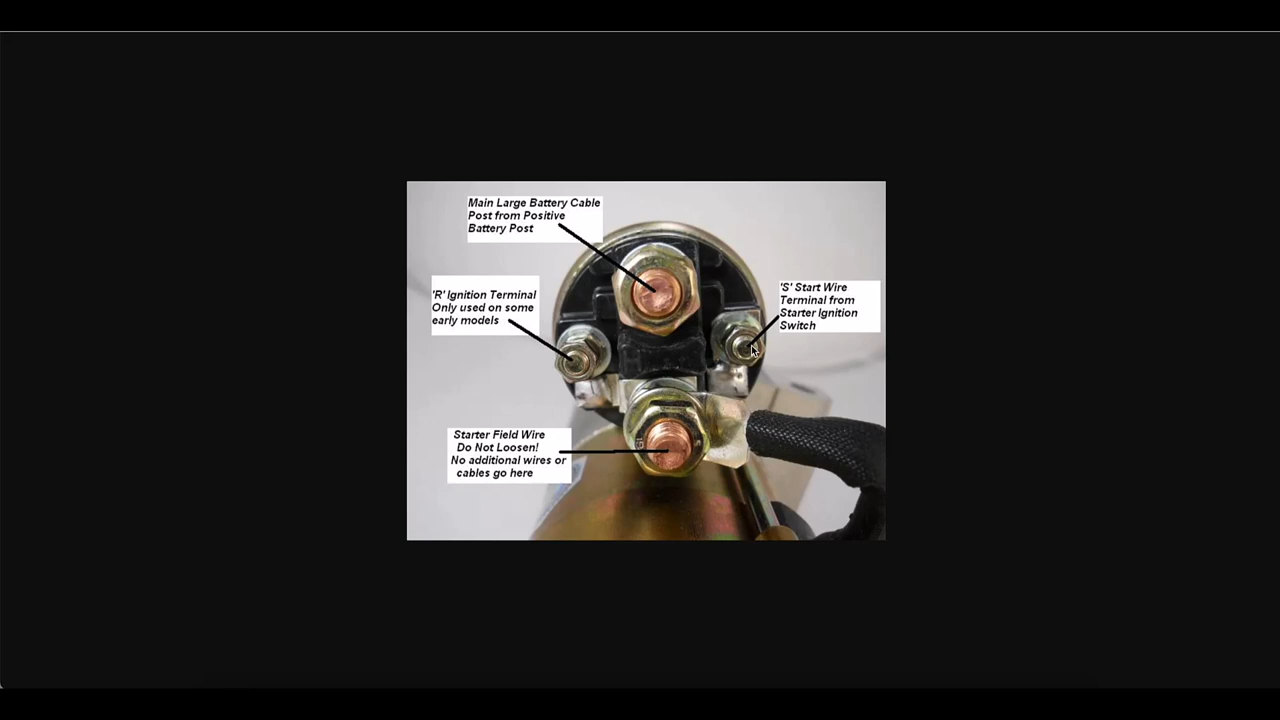 Main Large Battery Cable
Post from Positive
Battery Post
'R' Ignition Terminal
Only used on some
early models
'S' Start Wire
Terminal from
Starter Ignition
Switch
Starter Field Wire
Do Not Loosen!
No additional wires or
cables go here